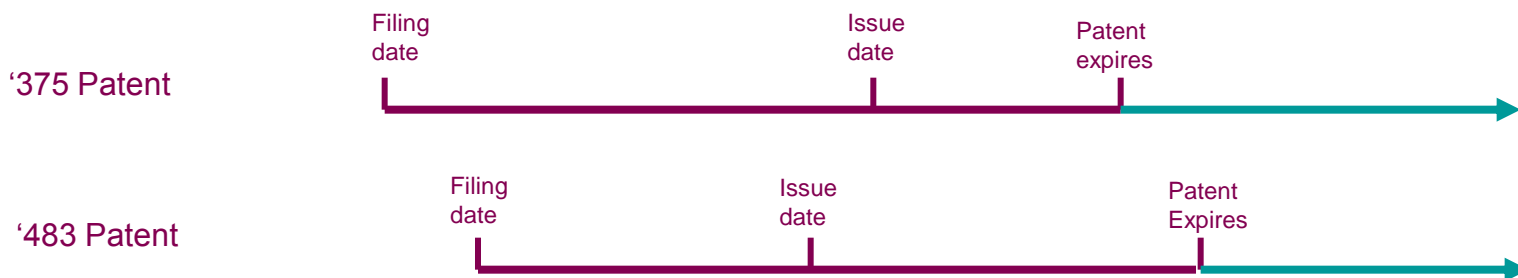 Filing
date
Issue
date
Patent
expires
‘375 Patent
Filing
date
Issue
date
Patent
Expires
‘483 Patent